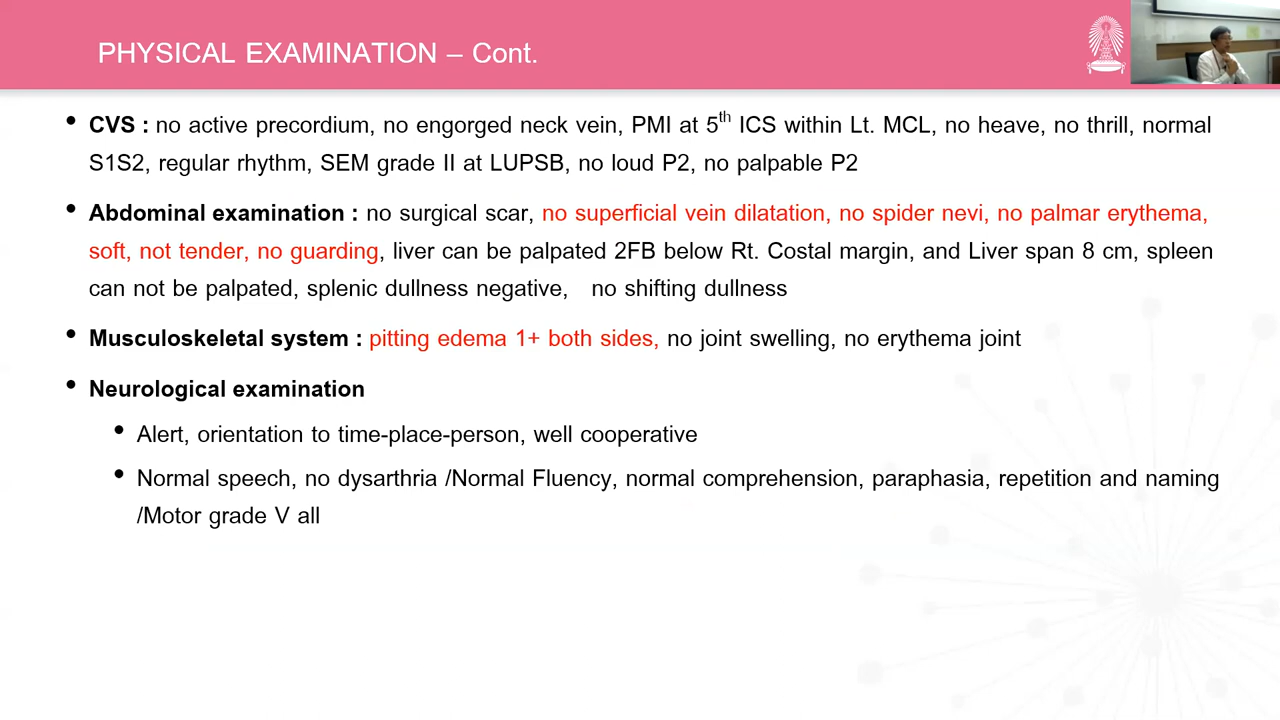 PHYSICAL EXAMINATION – Cont.
• CVS : no active precordium, no engorged neck vein, PMI at 5th ICS within Lt. MCL, no heave, no thrill, normal
S1S2, regular rhythm, SEM grade II at LUPSB, no loud P2, no palpable P2
• Abdominal examination : no surgical scar, no superficial vein dilatation, no spider nevi, no palmar erythema,
soft, not tender, no guarding, liver can be palpated 2FB below Rt. Costal margin, and Liver span 8 cm, spleen
can not be palpated, splenic dullness negative, no shifting dullness
• Musculoskeletal system : pitting edema 1+ both sides, no joint swelling, no erythema joint
• Neurological examination
• Alert, orientation to time-place-person, well cooperative
• Normal speech, no dysarthria /Normal Fluency, normal comprehension, paraphasia, repetition and naming
/Motor grade V all